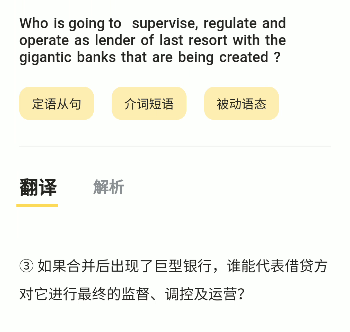 Who is going to supervise, regulate and
operate as lender of last resort with the
gigantic banks that are being created ?
定语从句 介词短语 被动语态
翻译 解析
③ 如果合并后出现了巨型银行，谁能代表借贷方
对它进行最终的监督、调控及运营？